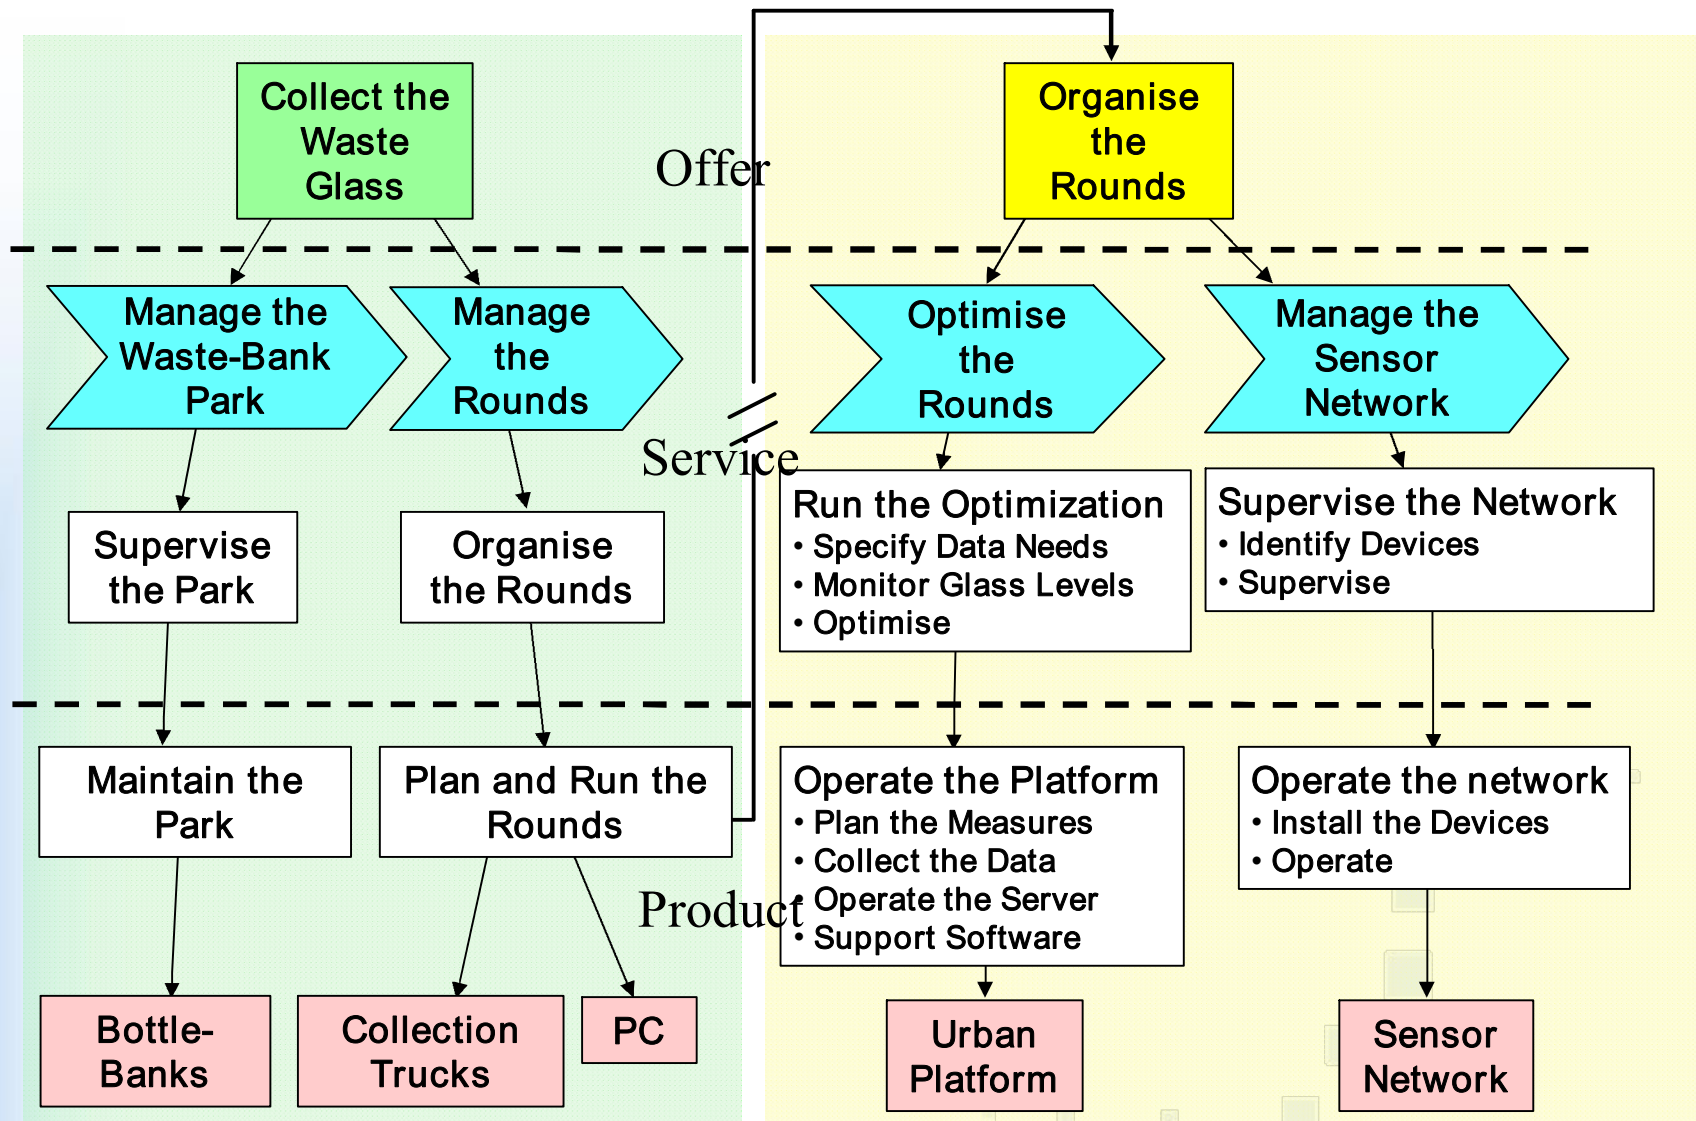 Collect the
Waste
Glass
Offer
Organise
the
Rounds
Manage the
Waste-Bank
Park
Manage
the
Rounds
Optimise
the
Rounds
Manage the
Sensor
Network
Service
Supervise
the Park
Organise
the Rounds
Run the Optimization
• Specify Data Needs
• Monitor Glass Levels
• Optimise
Supervise the Network
• Identify Devices
• Supervise
Maintain the
Park
Plan and Run the
Rounds
Product
Operate the Platform
• Plan the Measures
• Collect the Data
• Operate the Server
• Support Software
Operate the network
• Install the Devices
• Operate
Bottle-
Banks
Collection
Trucks
PC
Urban
Platform
Sensor
Network